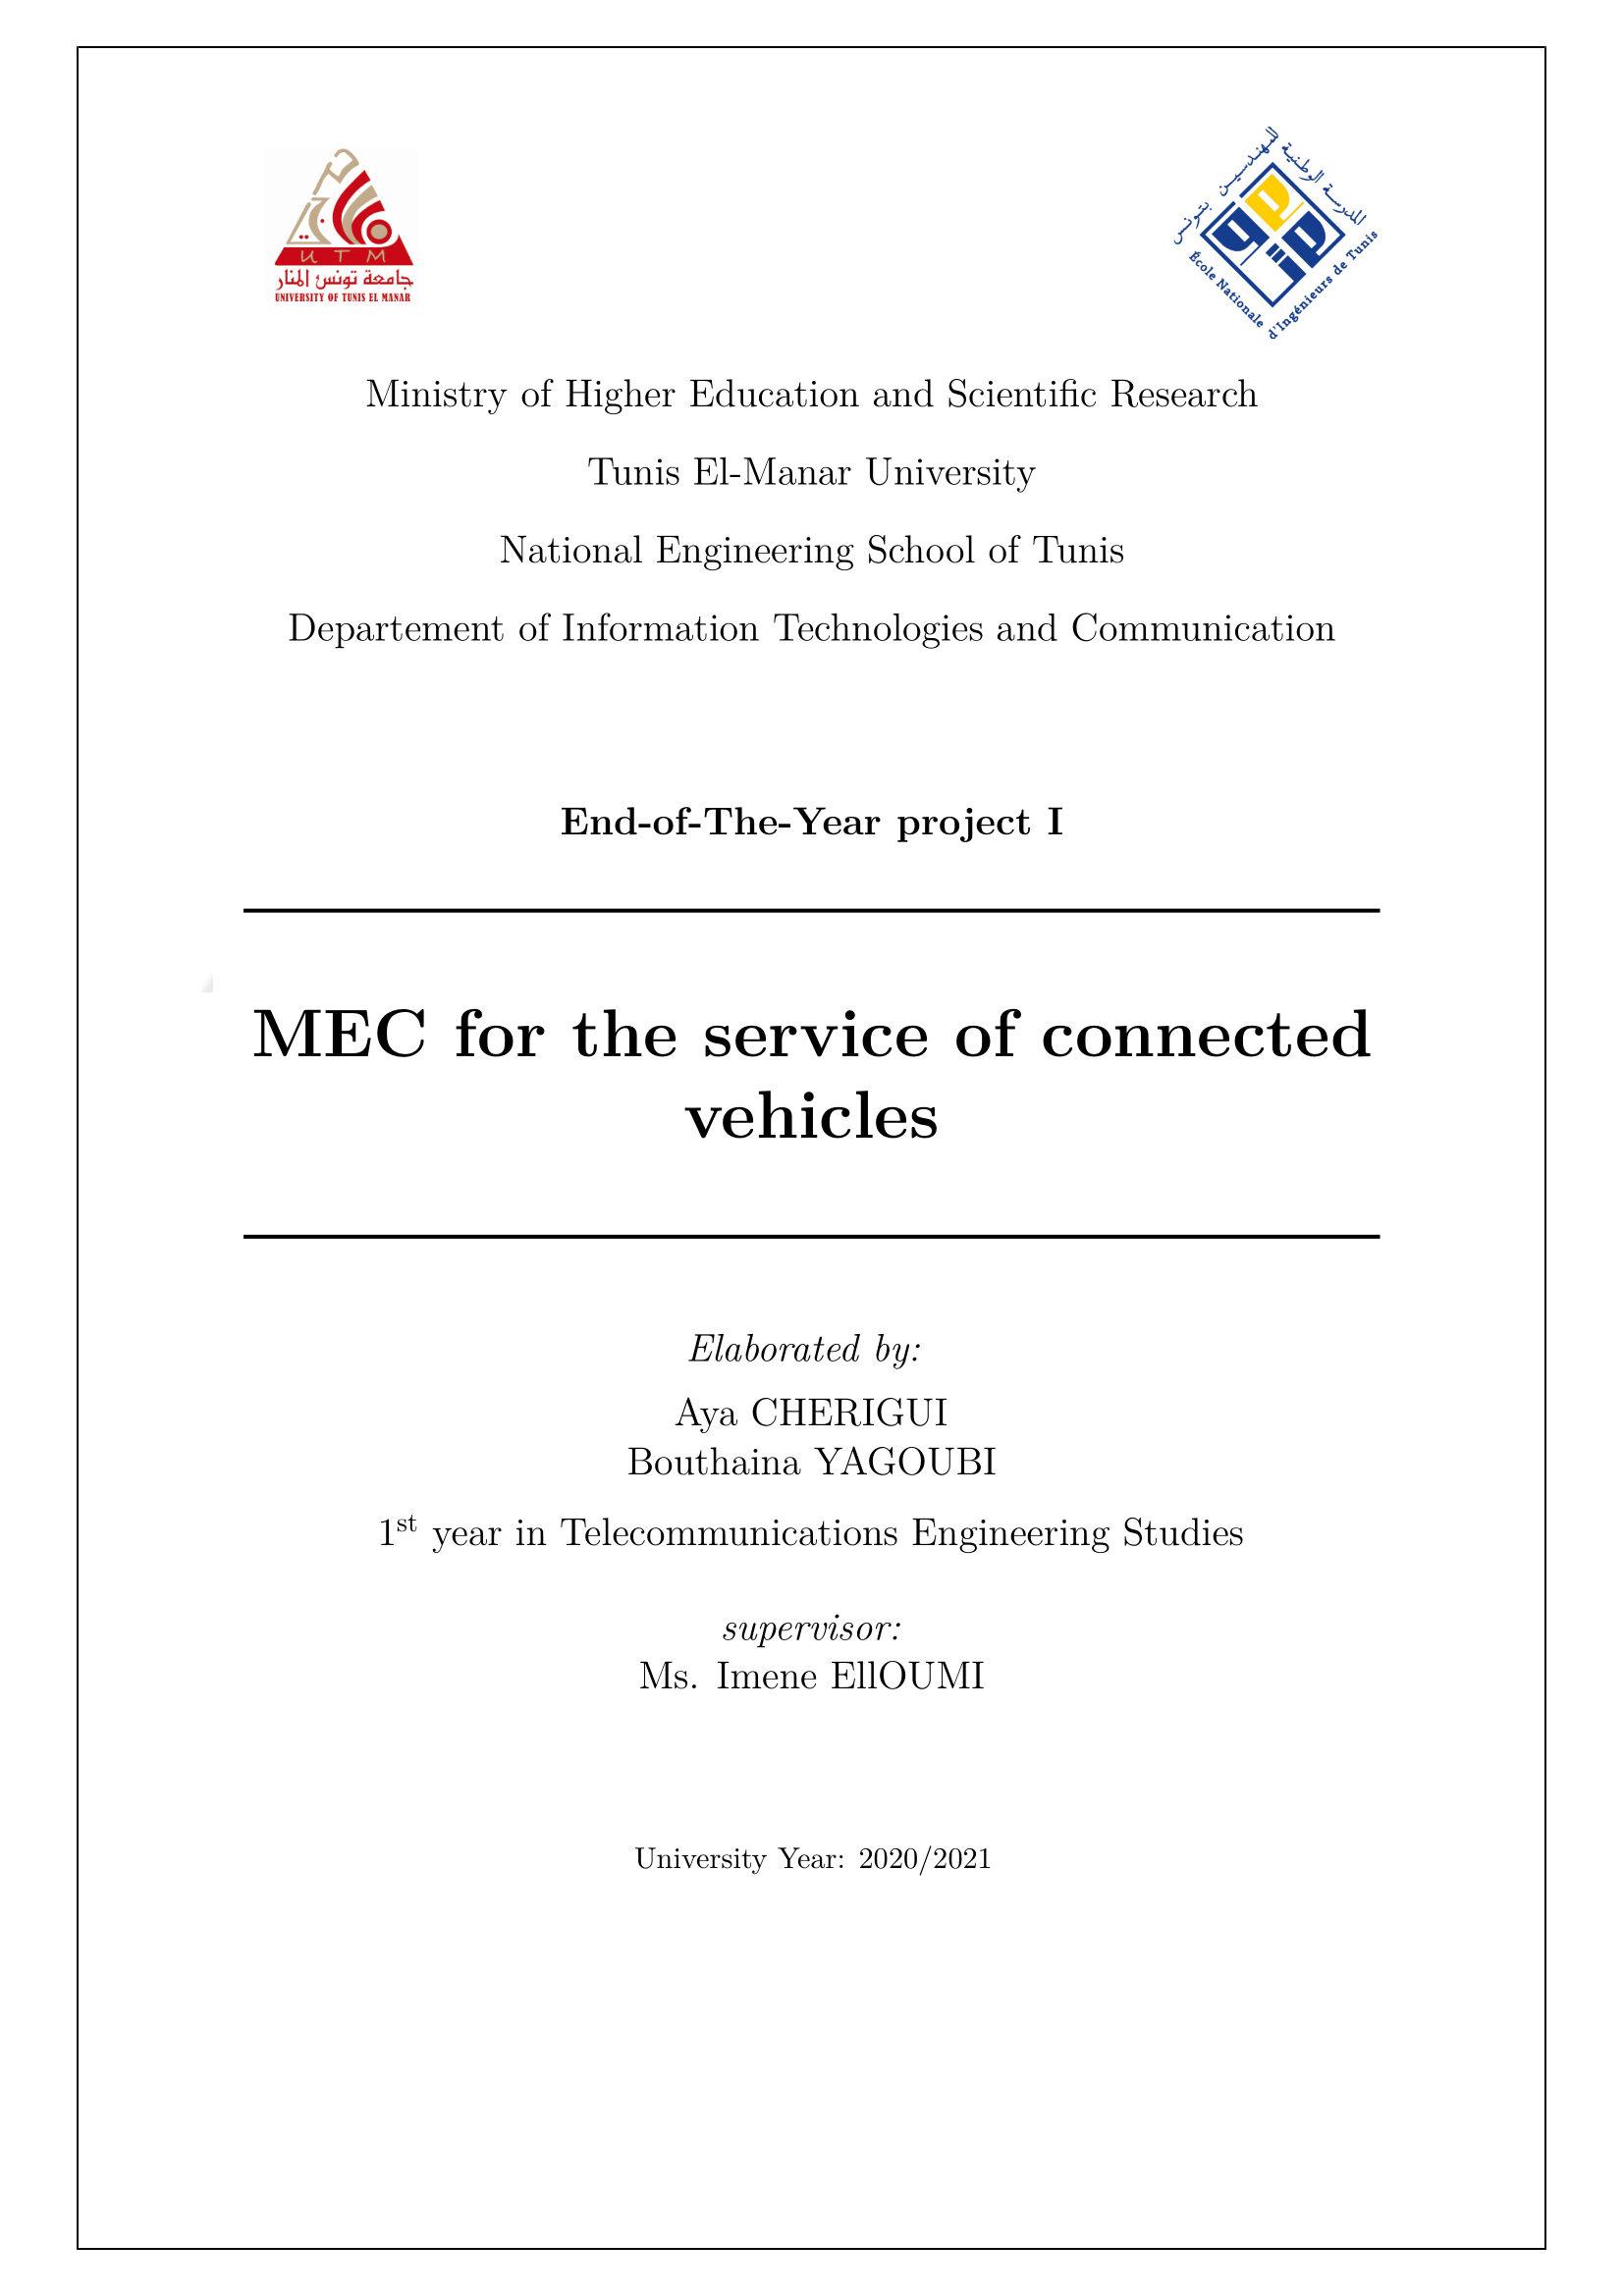 UTM
جامعة تونس المنار
UNIVERSITY OF TUNIS EL MANAR
المدرسة الوطنية للمهندسين بتونس
École Nationale d'Ingénieurs de Tunis
Ministry of Higher Education and Scientific Research
Tunis El-Manar University
National Engineering School of Tunis
Departement of Information Technologies and Communication
End-of-The-Year project I
MEC for the service of connected
vehicles
Elaborated by:
Aya CHERIGUI
Bouthaina YAGOUBI
1st year in Telecommunications Engineering Studies
supervisor:
Ms. Imene EllOUMI
University Year: 2020/2021